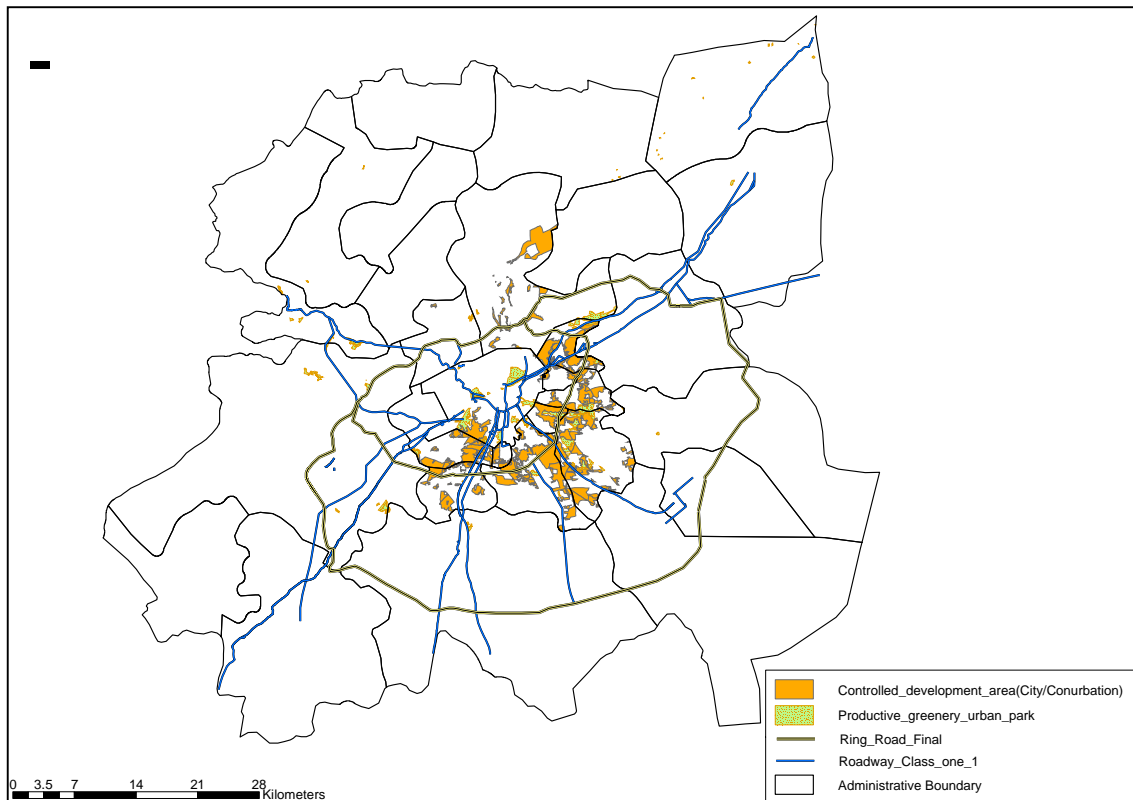 Controlled_development_area(City/Conurbation)
Productive_greenery_urban_park
Ring_Road_Final
Roadway_Class_one_1
Administrative Boundary
0 3.5 7 14 21 28
Kilometers